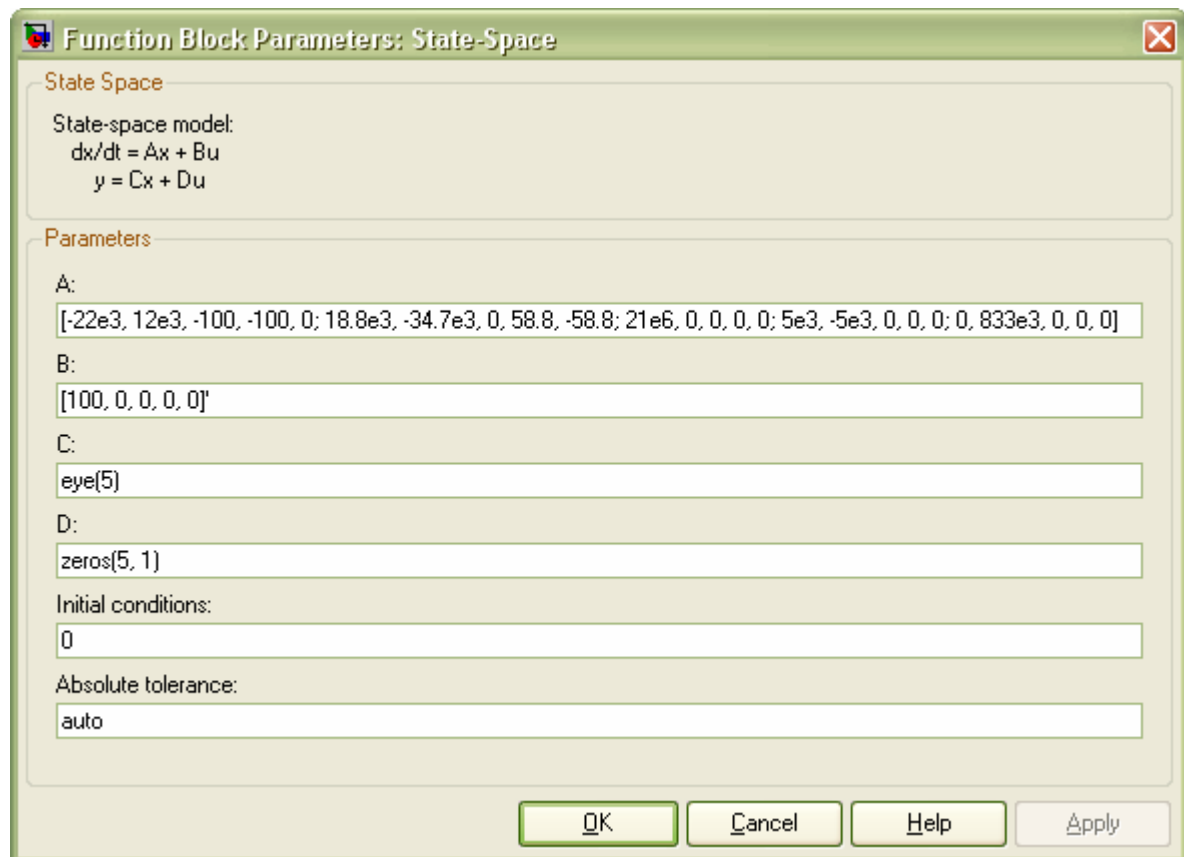 Function Block Parameters: State-Space
State Space
State-space model:
dx/dt = Ax + Bu
y = Cx + Du
Parameters
A:
[-22e3, 12e3, -100, -100, 0; 18.8e3, -34.7e3, 0, 58.8, -58.8; 21e6, 0, 0, 0, 0; 5e3, -5e3, 0, 0, 0; 0, 833e3, 0, 0, 0]
B:
[100, 0, 0, 0, 0]'
C:
eye(5)
D:
zeros(5, 1)
Initial conditions:
0
Absolute tolerance:
auto
OK Cancel Help Apply